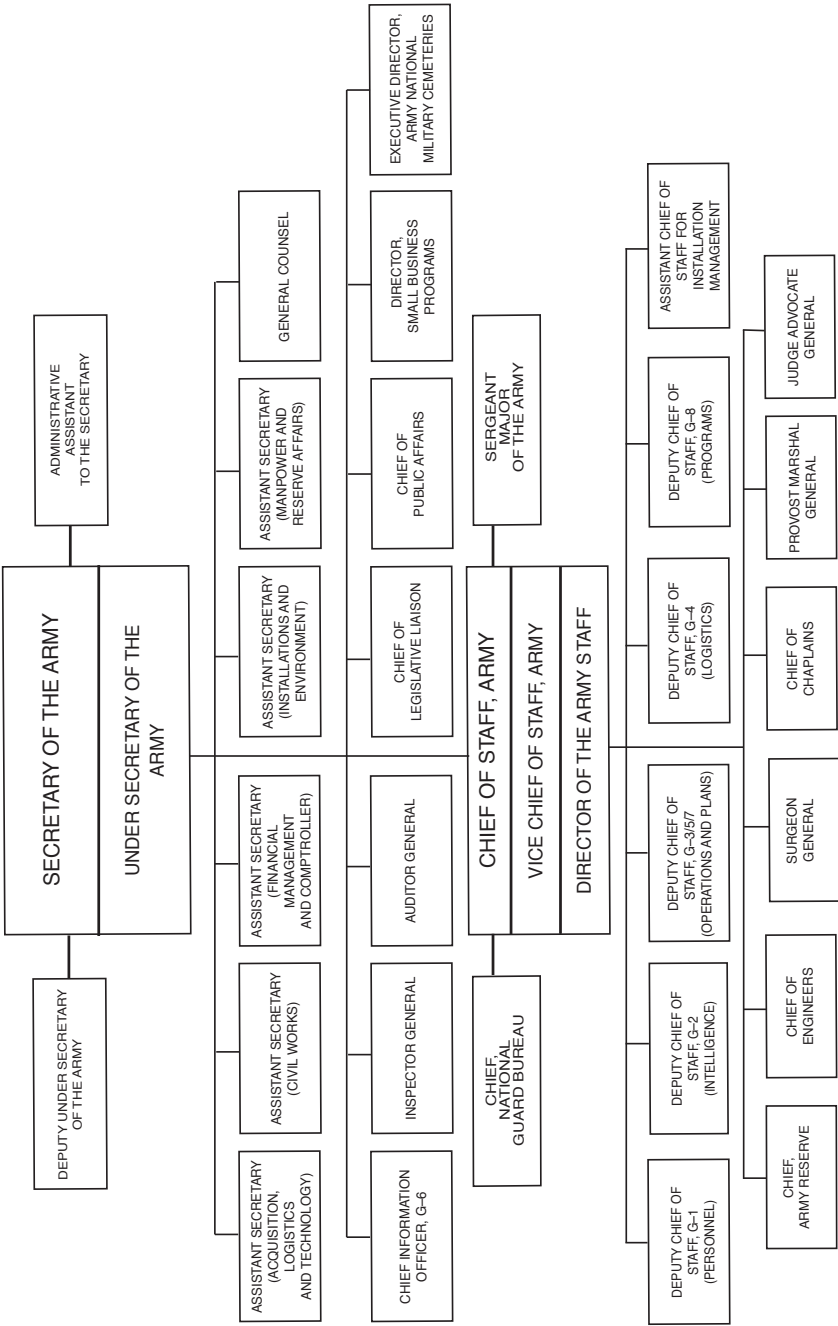 DEPUTY UNDER SECRETARY
OF THE ARMY
SECRETARY OF THE ARMY
UNDER SECRETARY OF THE
ARMY
ADMINISTRATIVE
ASSISTANT
TO THE SECRETARY
ASSISTANT SECRETARY
(ACQUISITION,
LOGISTICS
AND TECHNOLOGY)
ASSISTANT SECRETARY
(CIVIL WORKS)
ASSISTANT SECRETARY
(FINANCIAL
MANAGEMENT
AND COMPTROLLER)
ASSISTANT SECRETARY
(INSTALLATIONS AND
ENVIRONMENT)
ASSISTANT SECRETARY
(MANPOWER AND
RESERVE AFFAIRS)
GENERAL COUNSEL
CHIEF INFORMATION
OFFICER, G–6
INSPECTOR GENERAL
AUDITOR GENERAL
CHIEF OF
LEGISLATIVE LIAISON
CHIEF OF
PUBLIC AFFAIRS
DIRECTOR,
SMALL BUSINESS
PROGRAMS
EXECUTIVE DIRECTOR,
ARMY NATIONAL
MILITARY CEMETERIES
CHIEF,
NATIONAL
GUARD BUREAU
CHIEF OF STAFF, ARMY
VICE CHIEF OF STAFF, ARMY
DIRECTOR OF THE ARMY STAFF
SERGEANT
MAJOR
OF THE ARMY
DEPUTY CHIEF OF
STAFF, G–1
(PERSONNEL)
DEPUTY CHIEF OF
STAFF, G–2
(INTELLIGENCE)
DEPUTY CHIEF OF
STAFF, G–3/5/7
(OPERATIONS AND PLANS)
DEPUTY CHIEF OF
STAFF, G–4
(LOGISTICS)
DEPUTY CHIEF OF
STAFF, G–8
(PROGRAMS)
ASSISTANT CHIEF OF
STAFF FOR
INSTALLATION
MANAGEMENT
CHIEF,
ARMY RESERVE
CHIEF OF
ENGINEERS
SURGEON
GENERAL
CHIEF OF
CHAPLAINS
PROVOST MARSHAL
GENERAL
JUDGE ADVOCATE
GENERAL